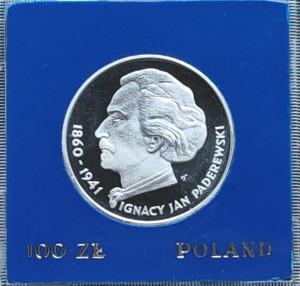 1860-1941
IGNACY JAN PADEREWSKI
100 ZŁ POLAND